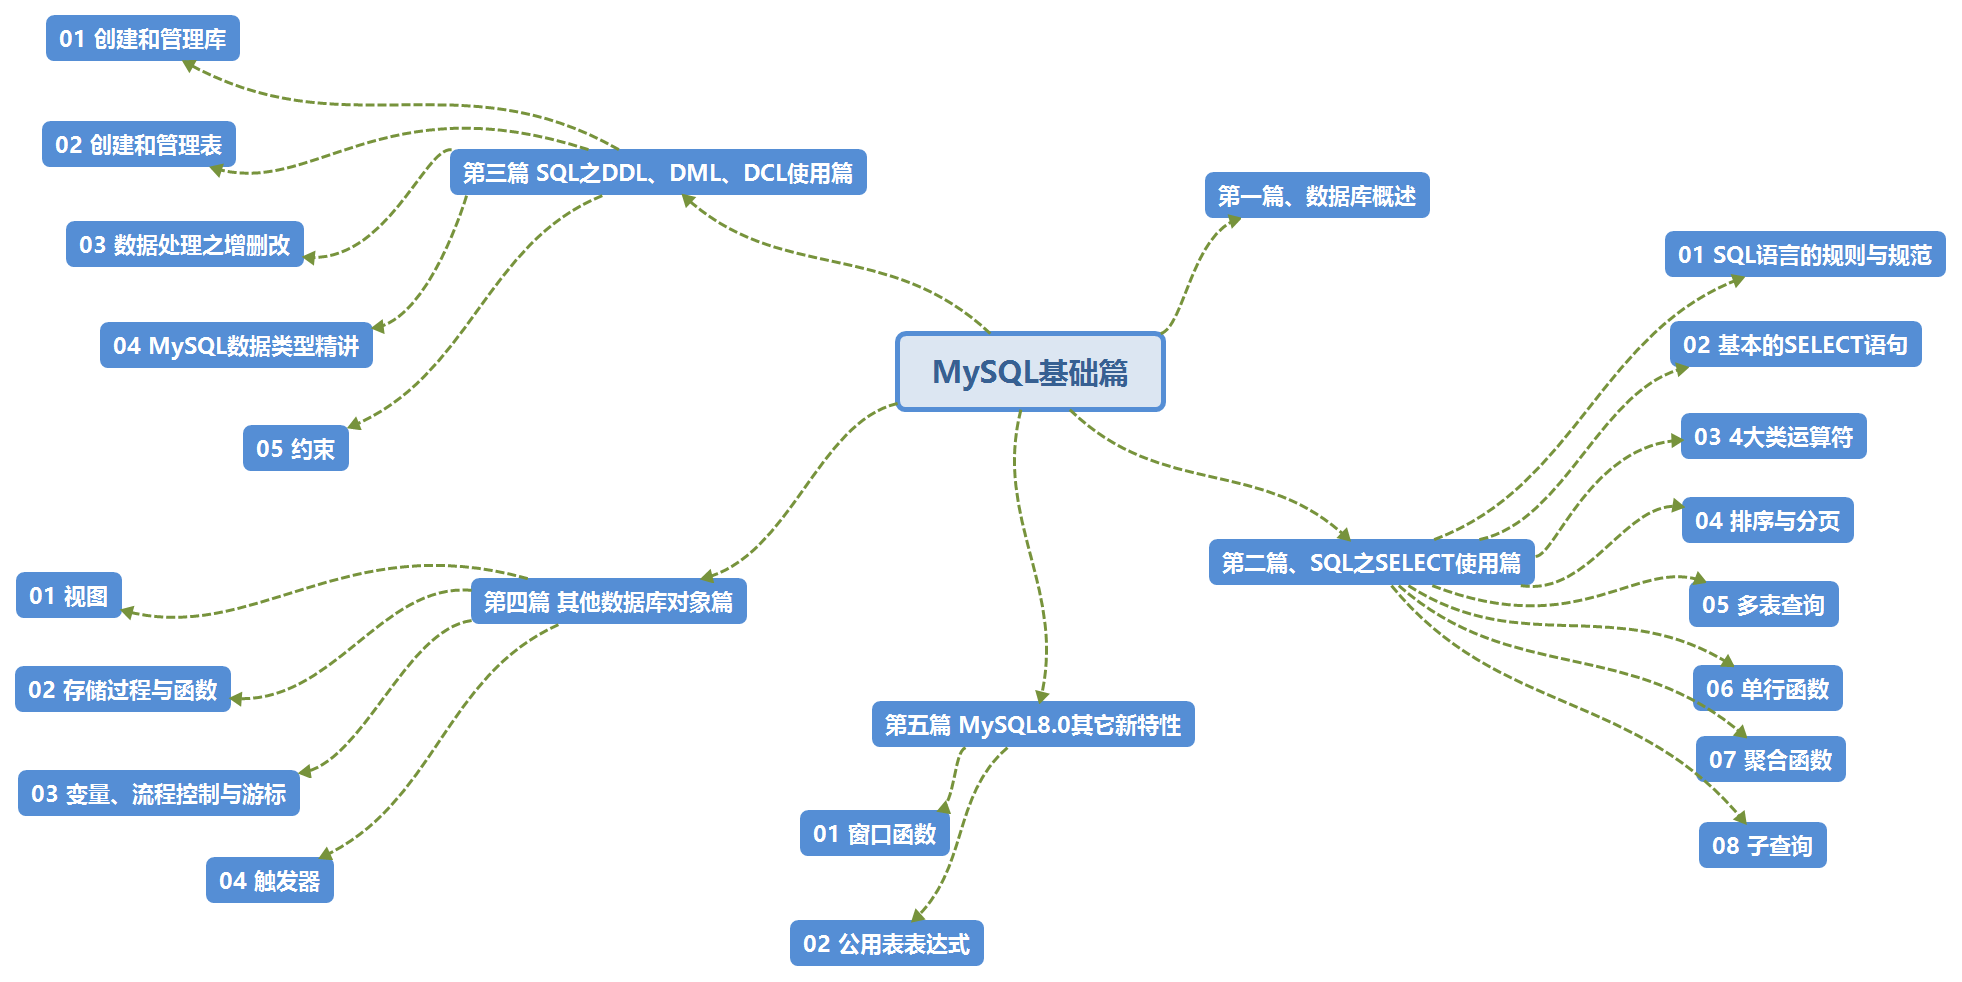 MySQL基础篇
第一篇、数据库概述
第二篇、SQL之SELECT使用篇
01 SQL语言的规则与规范
02 基本的SELECT语句
03 4大类运算符
04 排序与分页
05 多表查询
06 单行函数
07 聚合函数
08 子查询
第三篇 SQL之DDL、DML、DCL使用篇
01 创建和管理库
02 创建和管理表
03 数据处理之增删改
04 MySQL数据类型精讲
05 约束
第四篇 其他数据库对象篇
01 视图
02 存储过程与函数
03 变量、流程控制与游标
04 触发器
第五篇 MySQL8.0其它新特性
01 窗口函数
02 公用表表达式